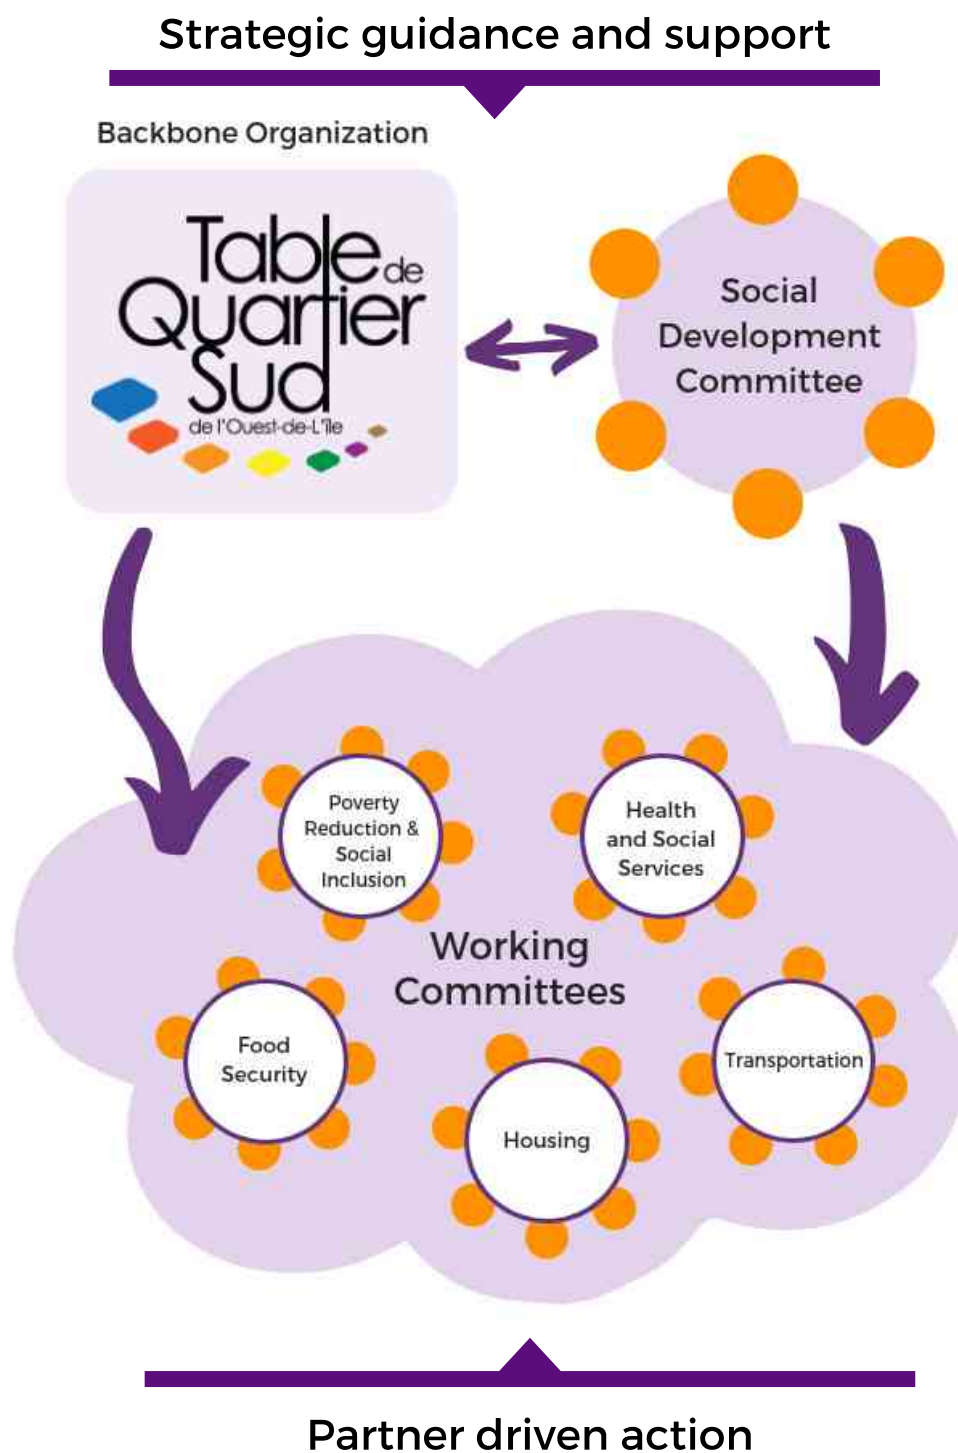 Strategic guidance and support
Backbone Organization
Table de
Quartier
Sud
de l'Ouest-de-L'île
Social
Development
Committee
Poverty
Reduction &
Social
Inclusion
Health
and Social
Services
Working
Committees
Food
Security
Housing
Transportation
Partner driven action